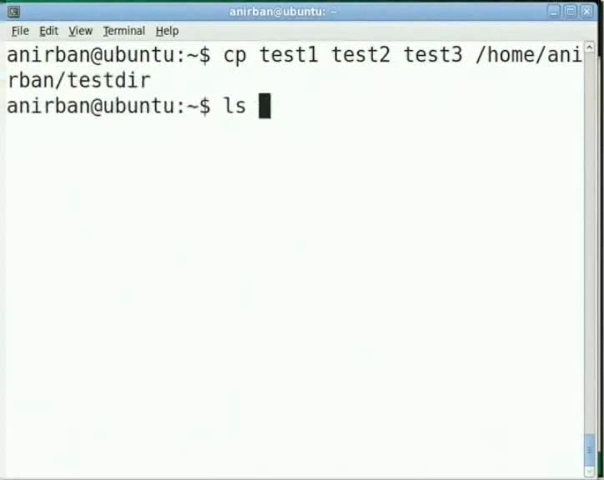 anirban@ubuntu: ~
File Edit View Terminal Help
anirban@ubuntu:~$ cp test1 test2 test3 /home/ani
rban/testdir
anirban@ubuntu:~$ ls